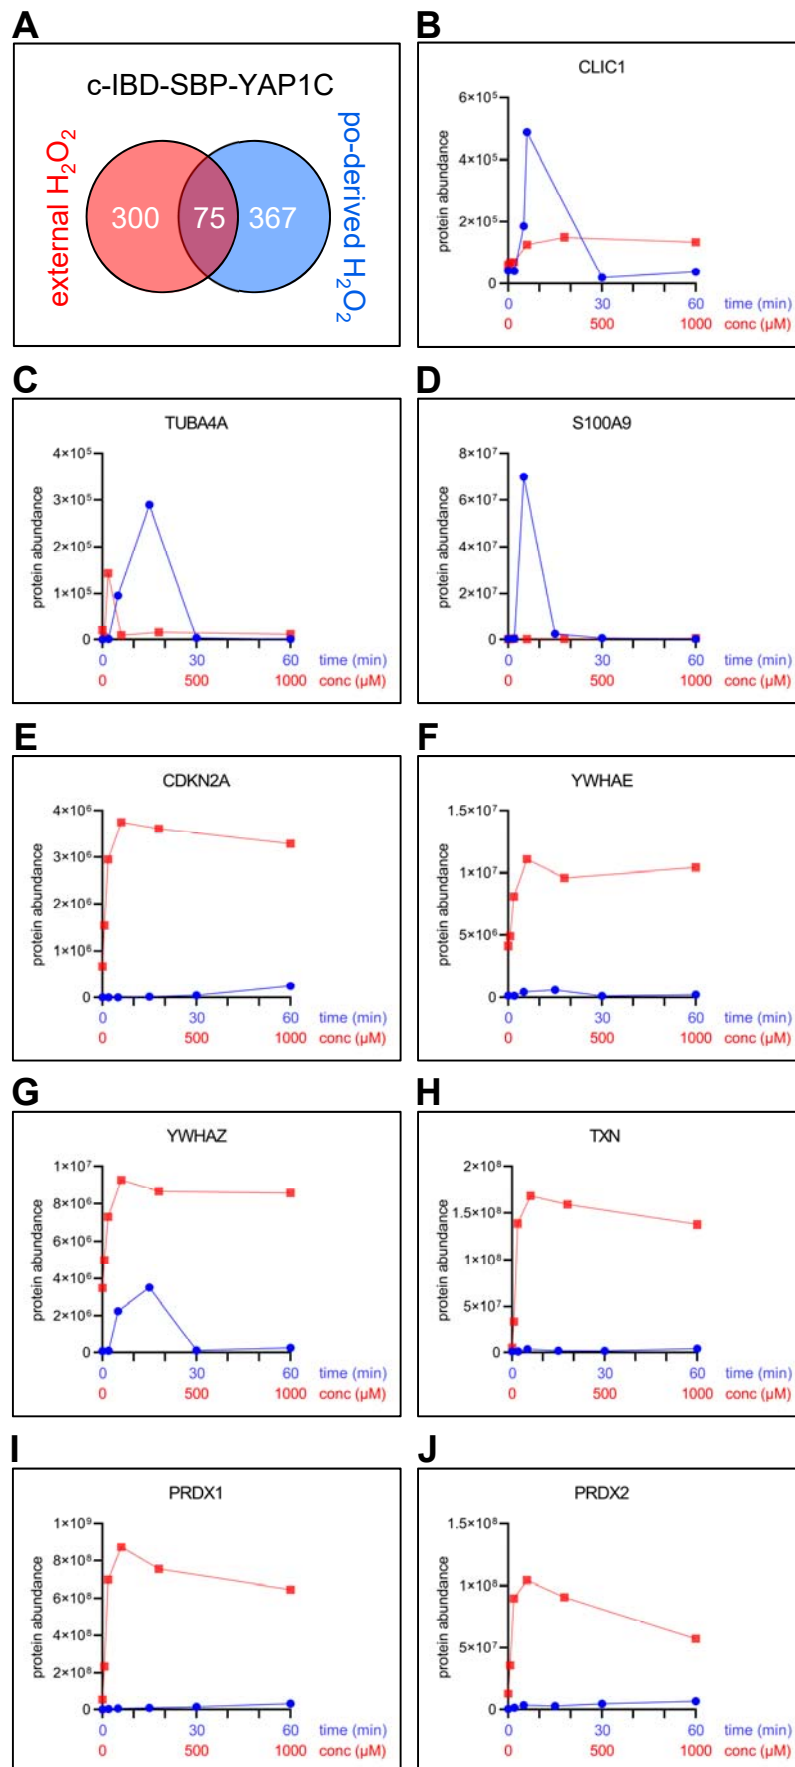 A
c-IBD-SBP-YAP1C
external H₂O₂
300
75
367
po-derived H₂O₂
B
CLIC1
protein abundance
6×10⁵
4×10⁵
2×10⁵
0
0 30 60 time (min)
0 500 1000 conc (µM)
C
TUBA4A
protein abundance
4×10⁵
3×10⁵
2×10⁵
1×10⁵
0
0 30 60 time (min)
0 500 1000 conc (µM)
D
S100A9
protein abundance
8×10⁷
6×10⁷
4×10⁷
2×10⁷
0
0 30 60 time (min)
0 500 1000 conc (µM)
E
CDKN2A
protein abundance
4×10⁶
3×10⁶
2×10⁶
1×10⁶
0
0 30 60 time (min)
0 500 1000 conc (µM)
F
YWHAE
protein abundance
1.5×10⁷
1×10⁷
5×10⁶
0
0 30 60 time (min)
0 500 1000 conc (µM)
G
YWHAZ
protein abundance
1×10⁷
8×10⁶
6×10⁶
4×10⁶
2×10⁶
0
0 30 60 time (min)
0 500 1000 conc (µM)
H
TXN
protein abundance
2×10⁸
1.5×10⁸
1×10⁸
5×10⁷
0
0 30 60 time (min)
0 500 1000 conc (µM)
I
PRDX1
protein abundance
1×10⁹
8×10⁸
6×10⁸
4×10⁸
2×10⁸
0
0 30 60 time (min)
0 500 1000 conc (µM)
J
PRDX2
protein abundance
1.5×10⁸
1×10⁸
5×10⁷
0
0 30 60 time (min)
0 500 1000 conc (µM)